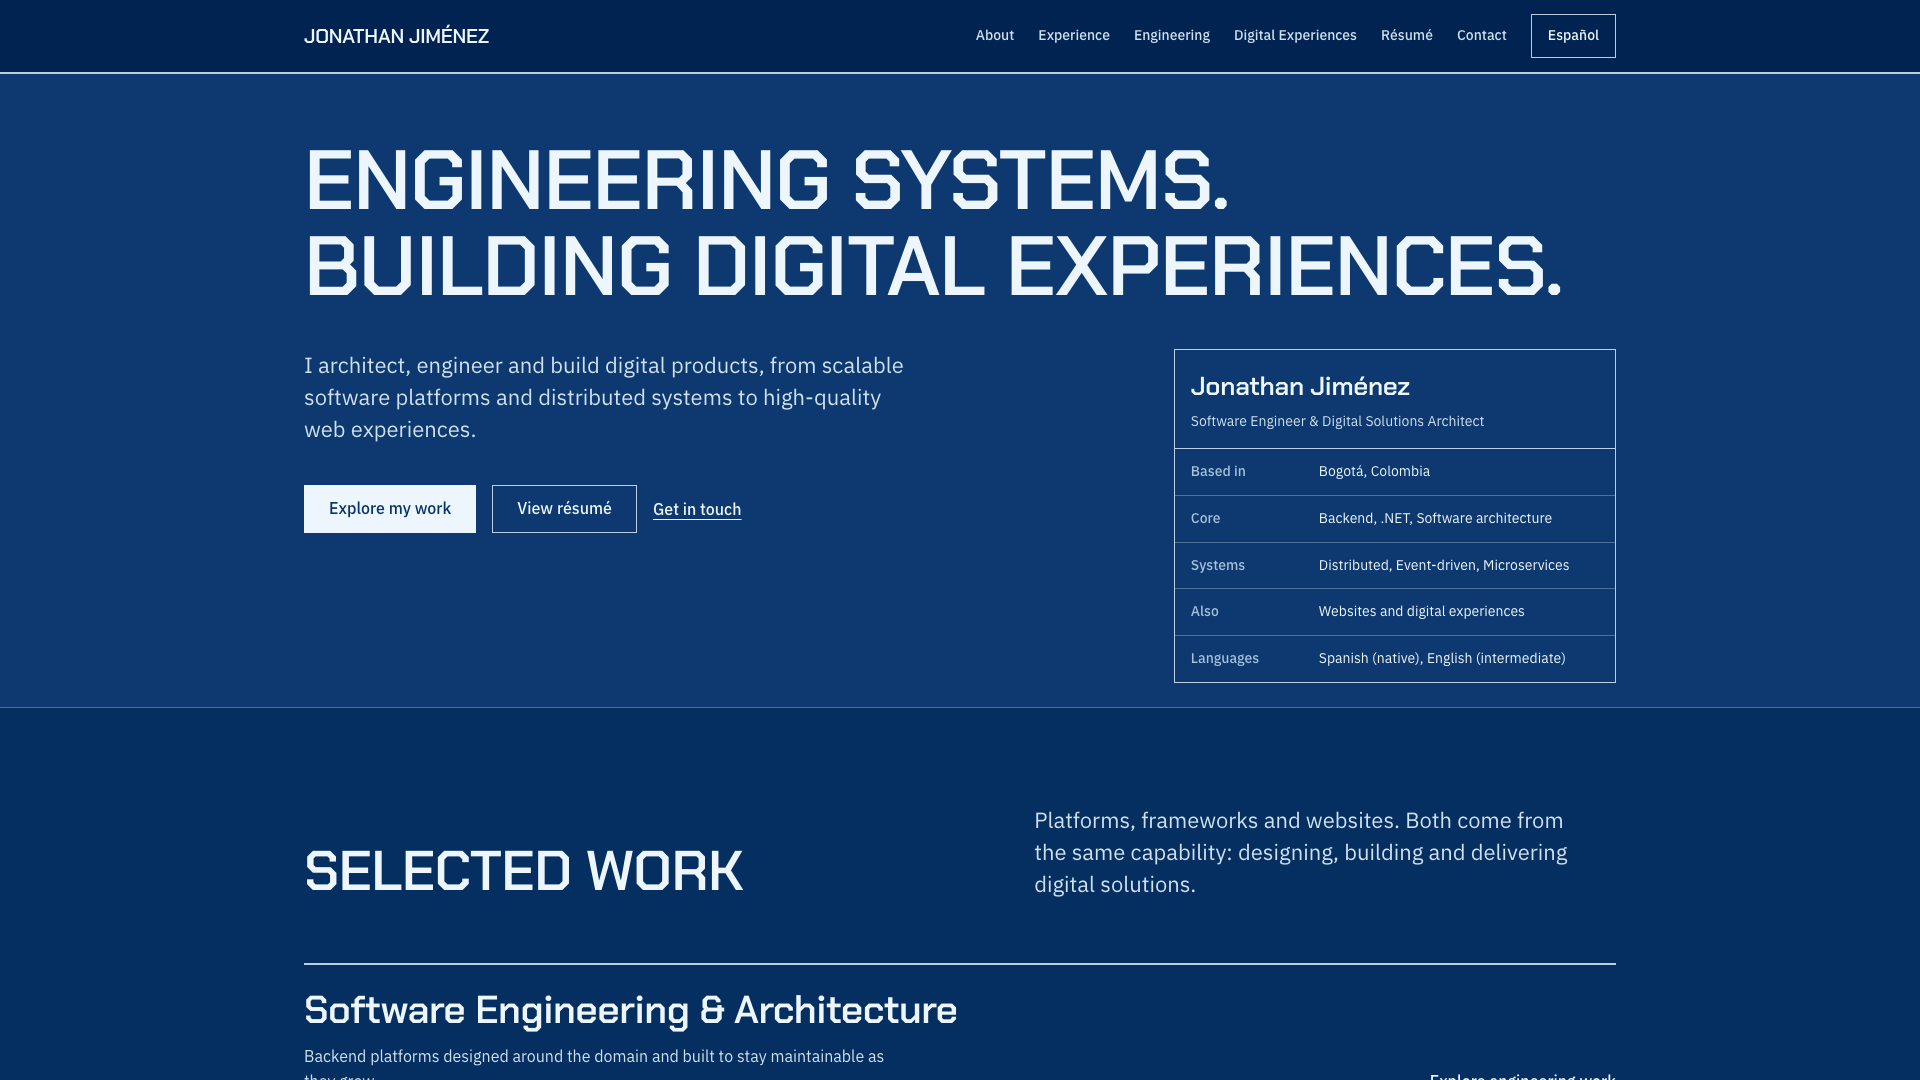 JONATHAN JIMÉNEZ
About
Experience
Engineering
Digital Experiences
Résumé
Contact
Español
ENGINEERING SYSTEMS.
BUILDING DIGITAL EXPERIENCES.
I architect, engineer and build digital products, from scalable
software platforms and distributed systems to high-quality
web experiences.
Explore my work
View résumé
Get in touch
Jonathan Jiménez
Software Engineer & Digital Solutions Architect
Based in Bogotá, Colombia
Core Backend, .NET, Software architecture
Systems Distributed, Event-driven, Microservices
Also Websites and digital experiences
Languages Spanish (native), English (intermediate)
SELECTED WORK
Platforms, frameworks and websites. Both come from
the same capability: designing, building and delivering
digital solutions.
Software Engineering & Architecture
Backend platforms designed around the domain and built to stay maintainable as
they grow.
Explore engineering work